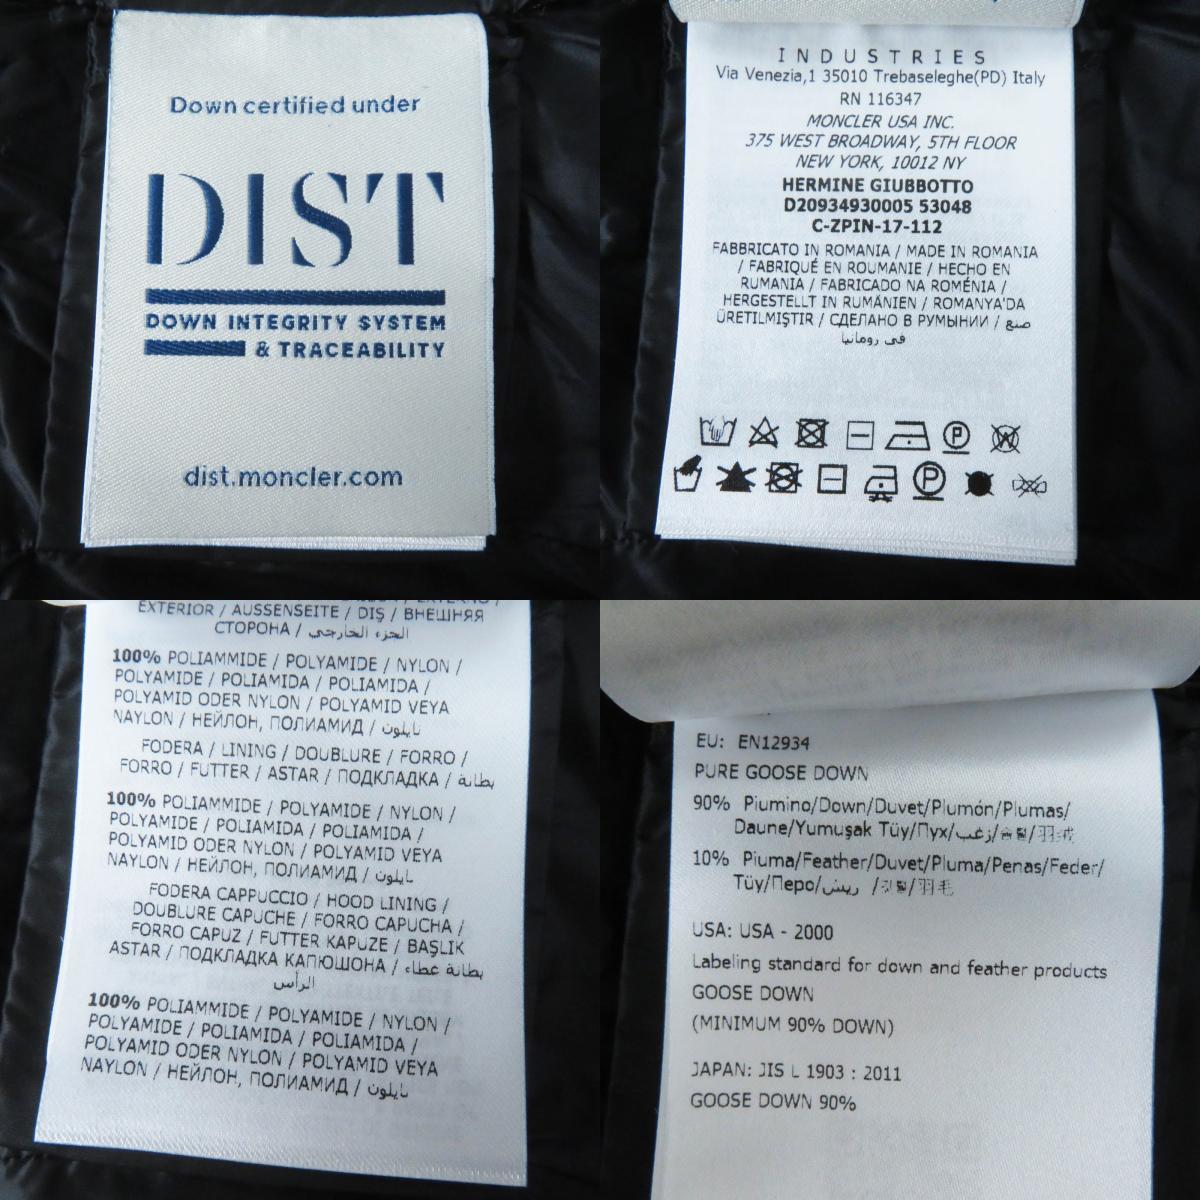 Down certified under
DIST
DOWN INTEGRITY SYSTEM
& TRACEABILITY
dist.moncler.com
INDUSTRIES
Via Venezia,1 35010 Trebaseleghe(PD) Italy
RN 116347
MONCLER USA INC.
375 WEST BROADWAY, 5TH FLOOR
NEW YORK, 10012 NY
HERMINE GIUBBOTTO
D20934930005 53048
C-ZPIN-17-112
FABBRICATO IN ROMANIA / MADE IN ROMANIA
/ FABRIQUÉ EN ROUMANIE / HECHO EN
RUMANIA / FABRICADO NA ROMÉNIA /
HERGESTELLT IN RUMÄNIEN / ROMANYA'DA
ÜRETILMIŞTIR / СДЕЛАНО В РУМЫНИИ / صنع
في رومانيا
P W
P
EXTERIOR / AUSSENSEITE / DIŞ / ВНЕШНЯЯ
СТОРОНА / الجزء الخارجي
100% POLIAMMIDE / POLYAMIDE / NYLON /
POLYAMIDE / POLIAMIDA / POLIAMIDA /
POLYAMID ODER NYLON / POLYAMID VEYA
NAYLON / НЕЙЛОН, ПОЛИАМИД / نايلون
FODERA / LINING / DOUBLURE / FORRO /
FORRO / FUTTER / ASTAR / ПОДКЛАДКА / بطانة
100% POLIAMMIDE / POLYAMIDE / NYLON /
POLYAMIDE / POLIAMIDA / POLIAMIDA /
POLYAMID ODER NYLON / POLYAMID VEYA
NAYLON / НЕЙЛОН, ПОЛИАМИД / نايلون
FODERA CAPPUCCIO / HOOD LINING /
DOUBLURE CAPUCHE / FORRO CAPUCHA /
FORRO CAPUZ / FUTTER KAPUZE / BAŞLIK
ASTAR / ПОДКЛАДКА КАПЮШОНА / بطانة غطاء
الرأس
100% POLIAMMIDE / POLYAMIDE / NYLON /
POLYAMIDE / POLIAMIDA / POLIAMIDA /
POLYAMID ODER NYLON / POLYAMID VEYA
NAYLON / НЕЙЛОН, ПОЛИАМИД / نايلون
EU: EN12934
PURE GOOSE DOWN
90% Piumino/Down/Duvet/Plumón/Plumas/
Daune/Yumuşak Tüy/Пух/زغب/솜털/羽绒
10% Piuma/Feather/Duvet/Pluma/Penas/Feder/
Tüy/Перо/ريش /깃털/羽毛
USA: USA - 2000
Labeling standard for down and feather products
GOOSE DOWN
(MINIMUM 90% DOWN)
JAPAN: JIS L 1903 : 2011
GOOSE DOWN 90%